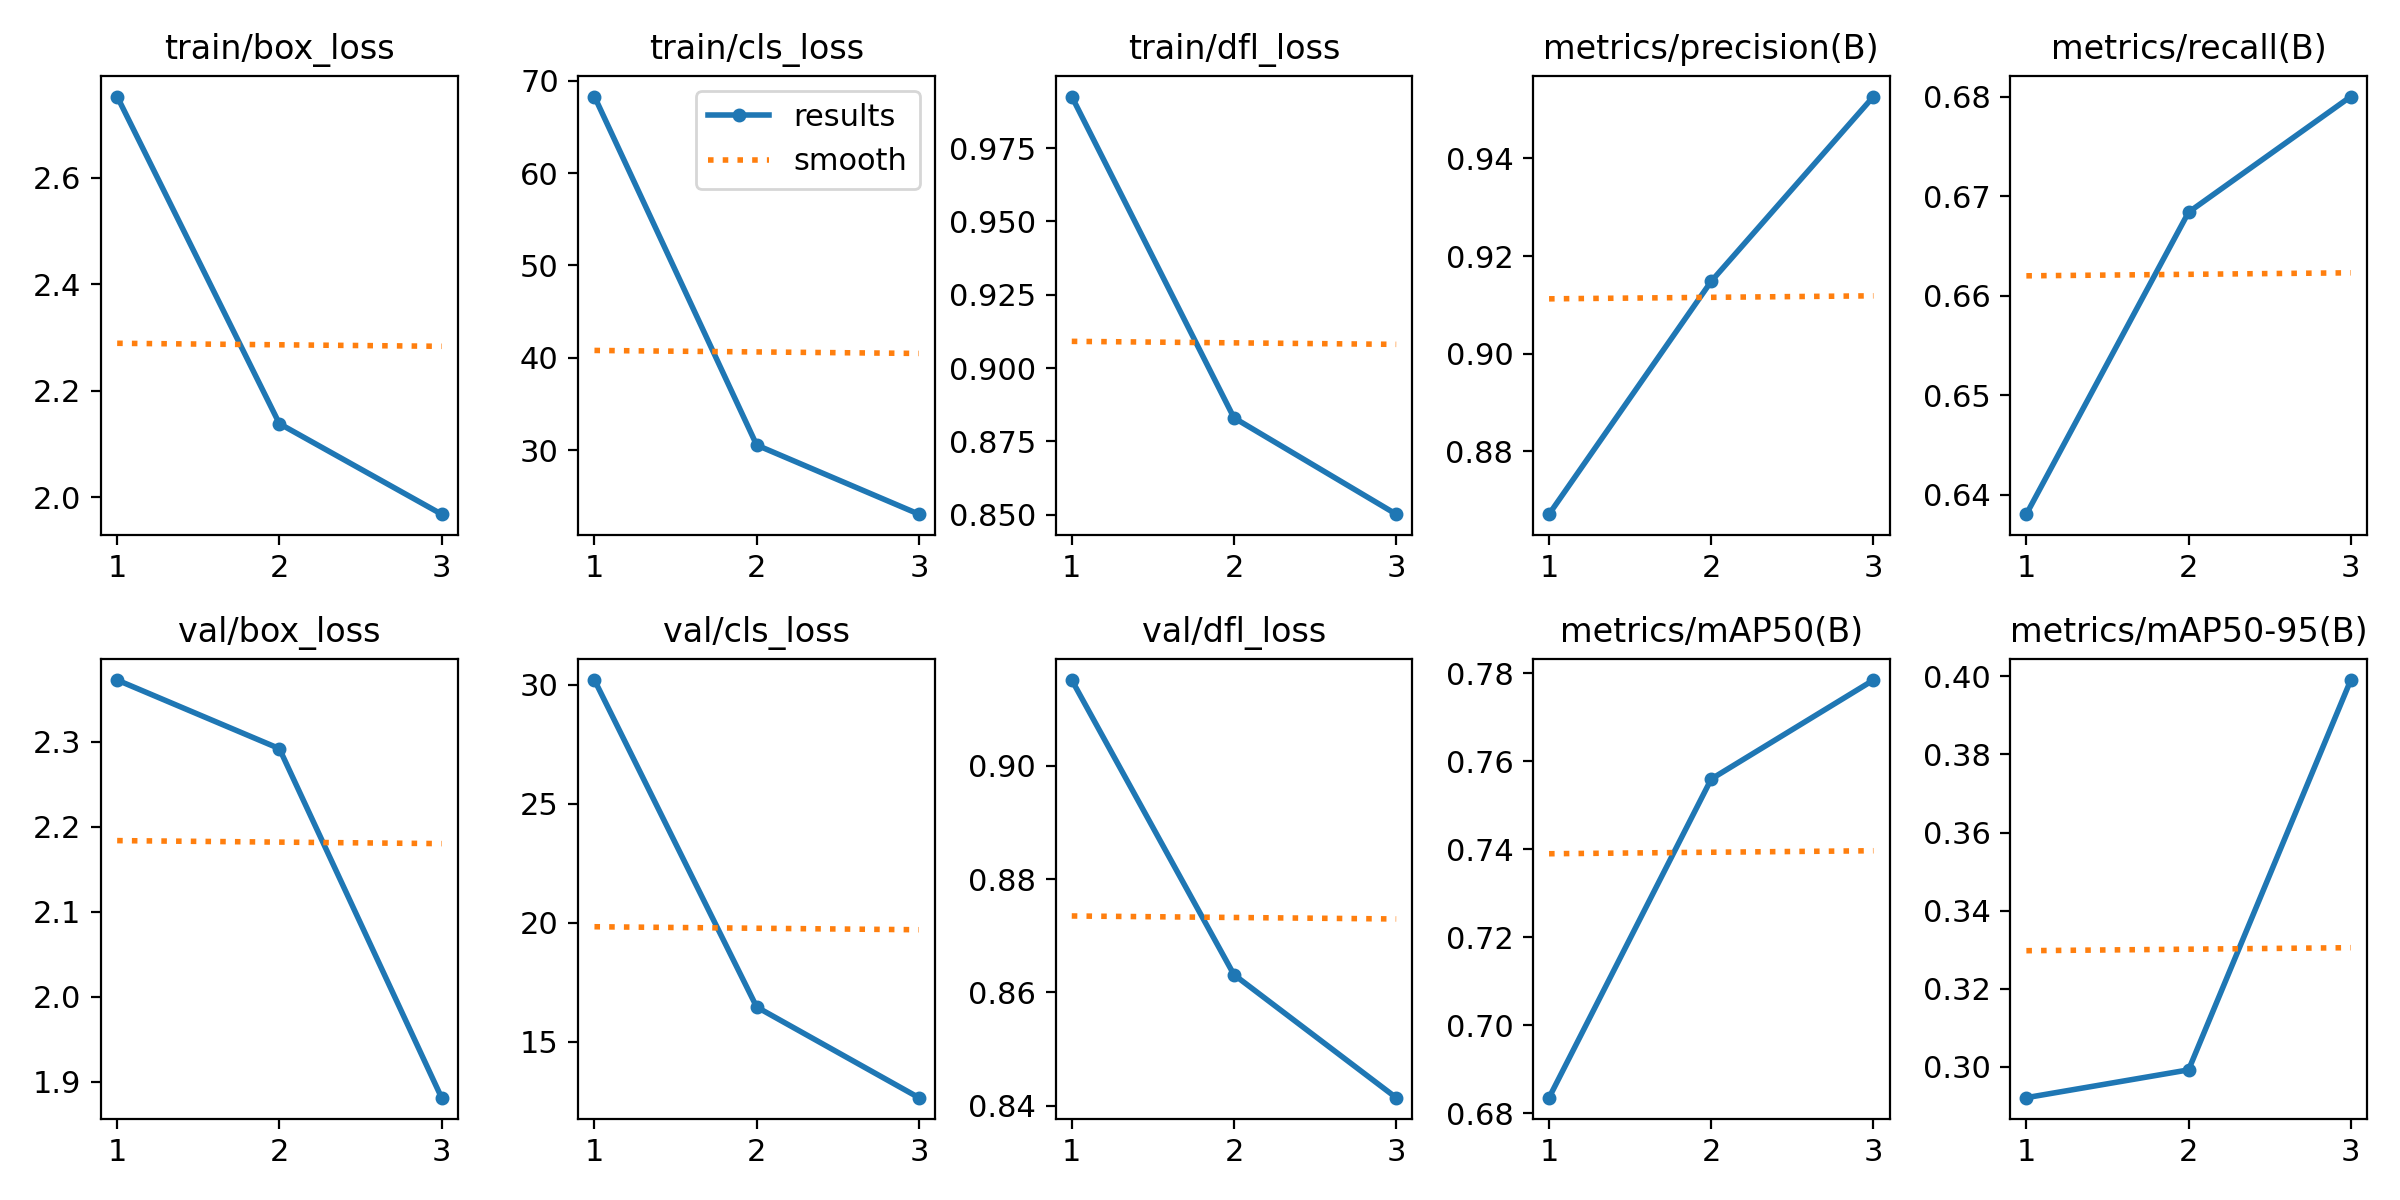 train/box_loss
2.6
2.4
2.2
2.0
1 2 3
train/cls_loss
70
60
50
40
30
1 2 3
results
smooth
train/dfl_loss
0.975
0.950
0.925
0.900
0.875
0.850
1 2 3
metrics/precision(B)
0.94
0.92
0.90
0.88
1 2 3
metrics/recall(B)
0.68
0.67
0.66
0.65
0.64
1 2 3
val/box_loss
2.3
2.2
2.1
2.0
1.9
1 2 3
val/cls_loss
30
25
20
15
1 2 3
val/dfl_loss
0.90
0.88
0.86
0.84
1 2 3
metrics/mAP50(B)
0.78
0.76
0.74
0.72
0.70
0.68
1 2 3
metrics/mAP50-95(B)
0.40
0.38
0.36
0.34
0.32
0.30
1 2 3